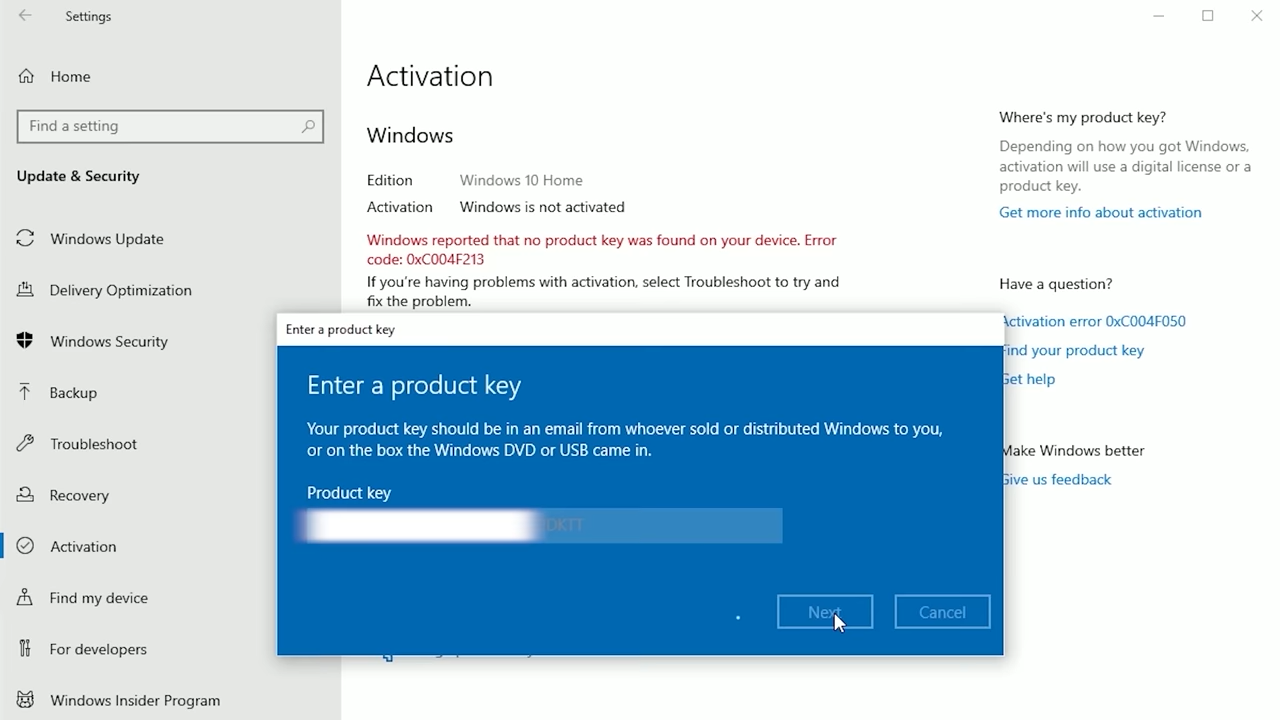 Settings
Home
Find a setting
Update & Security
Windows Update
Delivery Optimization
Windows Security
Backup
Troubleshoot
Recovery
Activation
Find my device
For developers
Windows Insider Program
Activation
Windows
Edition Windows 10 Home
Activation Windows is not activated
Windows reported that no product key was found on your device. Error
code: 0xC004F213
If you're having problems with activation, select Troubleshoot to try and
fix the problem.
Enter a product key
Enter a product key
Your product key should be in an email from whoever sold or distributed Windows to you,
or on the box the Windows DVD or USB came in.
Product key
DKTT
Next Cancel
Where's my product key?
Depending on how you got Windows,
activation will use a digital license or a
product key.
Get more info about activation
Have a question?
Activation error 0xC004F050
Find your product key
Get help
Make Windows better
Give us feedback